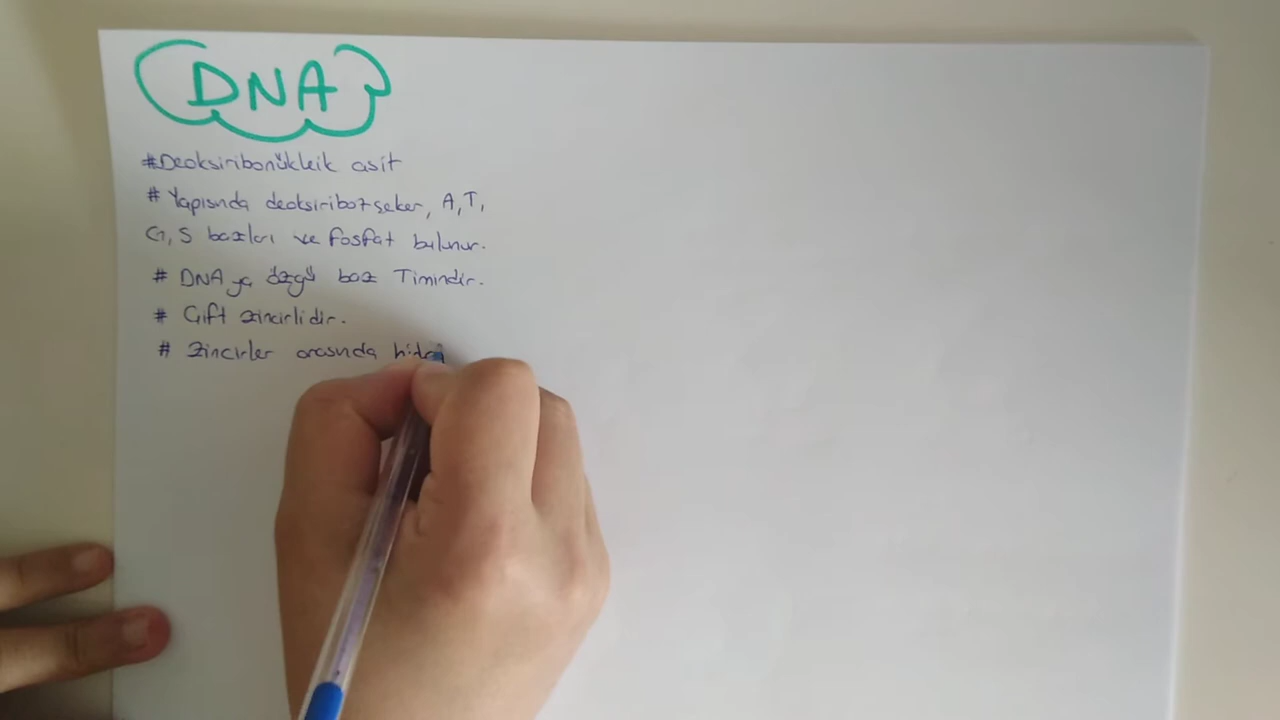 DNA
#Deoksiribonükleik asit
# Yapısında deoksiriboz şeker, A,T,
G,S bazları ve fosfat bulunur.
# DNA ya özgü baz Timindir.
# Çift zincirlidir.
# Zincirler arasında hidr